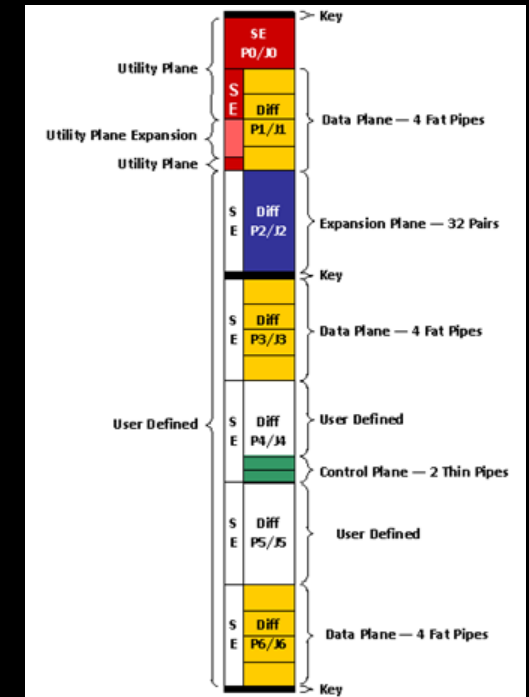 Key
SE
P0/J0
Utility Plane
S
E
Diff
P1/J1
Data Plane — 4 Fat Pipes
Utility Plane Expansion
Utility Plane
S
E
Diff
P2/J2
Expansion Plane — 32 Pairs
Key
S
E
Diff
P3/J3
Data Plane — 4 Fat Pipes
User Defined
S
E
Diff
P4/J4
User Defined
Control Plane — 2 Thin Pipes
S
E
Diff
P5/J5
User Defined
S
E
Diff
P6/J6
Data Plane — 4 Fat Pipes
Key